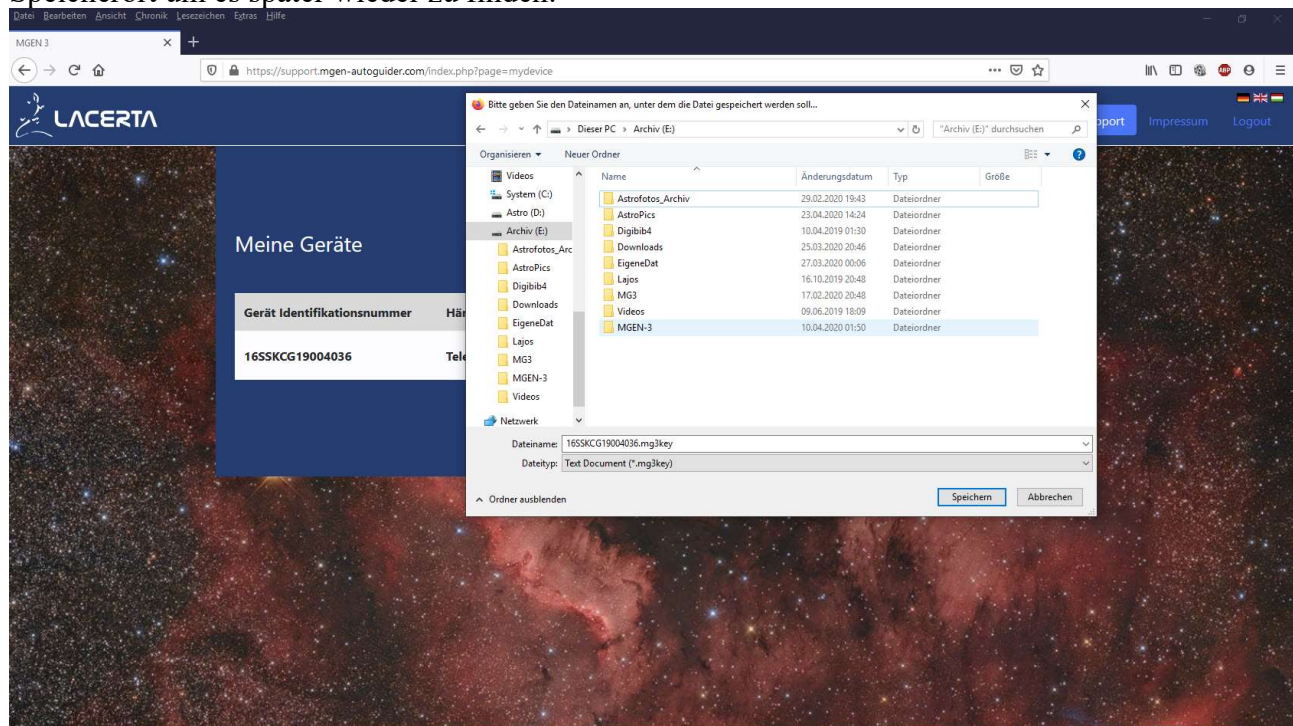 Speicherort um es später wieder zu finden.
Datei Bearbeiten Ansicht Chronik Lesezeichen Extras Hilfe
MGEN 3
https://support.mgen-autoguider.com/index.php?page=mydevice
LACERTA
pport Impressum Logout
Bitte geben Sie den Dateinamen an, unter dem die Datei gespeichert werden soll...
Dieser PC > Archiv (E:)
"Archiv (E:)" durchsuchen
Organisieren Neuer Ordner
Name Änderungsdatum Typ Größe
Videos
System (C:)
Astro (D:)
Archiv (E:)
Astrofotos_Arc
AstroPics
Digibib4
Downloads
EigeneDat
Lajos
MG3
MGEN-3
Videos
Netzwerk
Astrofotos_Archiv 29.02.2020 19:43 Dateiordner
AstroPics 23.04.2020 14:24 Dateiordner
Digibib4 10.04.2019 01:30 Dateiordner
Downloads 25.03.2020 20:46 Dateiordner
EigeneDat 27.03.2020 00:06 Dateiordner
Lajos 16.10.2019 20:48 Dateiordner
MG3 17.02.2020 20:48 Dateiordner
Videos 09.06.2019 18:09 Dateiordner
MGEN-3 10.04.2020 01:50 Dateiordner
Dateiname: 16SSKCG19004036.mg3key
Dateityp: Text Document (*.mg3key)
Ordner ausblenden
Speichern Abbrechen
Meine Geräte
Gerät Identifikationsnummer Här
16SSKCG19004036 Tele